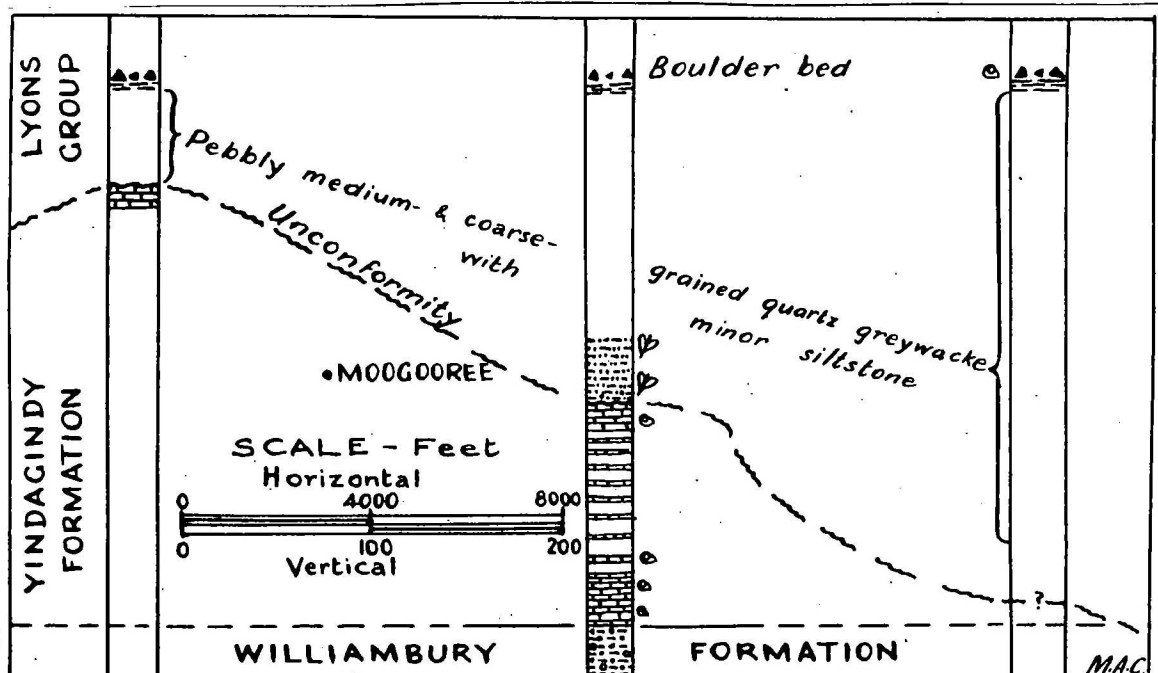 LYONS
GROUP
Boulder bed
Pebbly medium- & coarse-
with
grained quartz greywacke
minor siltstone
Unconformity
•MOOGOOREE
YINDAGINDY
FORMATION
SCALE - Feet
Horizontal
0 4000 8000
0 100 200
Vertical
?
WILLIAMBURY FORMATION
M.A.C.